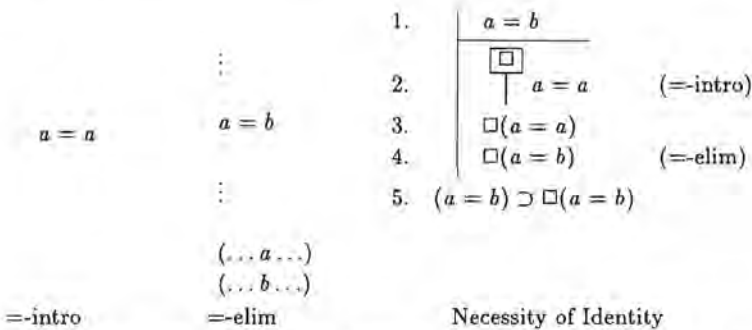 a = a
=-intro
⋮
a = b
⋮
(... a ...)
(... b ...)
=-elim
1. a = b
□
2. a = a (=-intro)
3. □(a = a)
4. □(a = b) (=-elim)
5. (a = b) ⊃ □(a = b)
Necessity of Identity